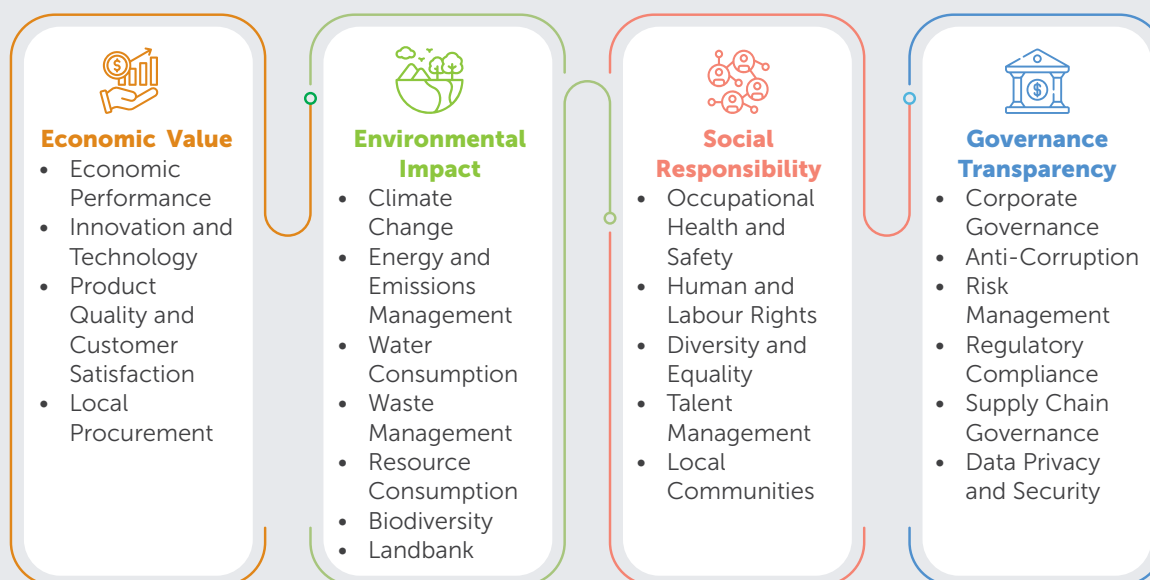 Economic Value
• Economic
Performance
• Innovation and
Technology
• Product
Quality and
Customer
Satisfaction
• Local
Procurement
Environmental
Impact
• Climate
Change
• Energy and
Emissions
Management
• Water
Consumption
• Waste
Management
• Resource
Consumption
• Biodiversity
• Landbank
Social
Responsibility
• Occupational
Health and
Safety
• Human and
Labour Rights
• Diversity and
Equality
• Talent
Management
• Local
Communities
Governance
Transparency
• Corporate
Governance
• Anti-Corruption
• Risk
Management
• Regulatory
Compliance
• Supply Chain
Governance
• Data Privacy
and Security